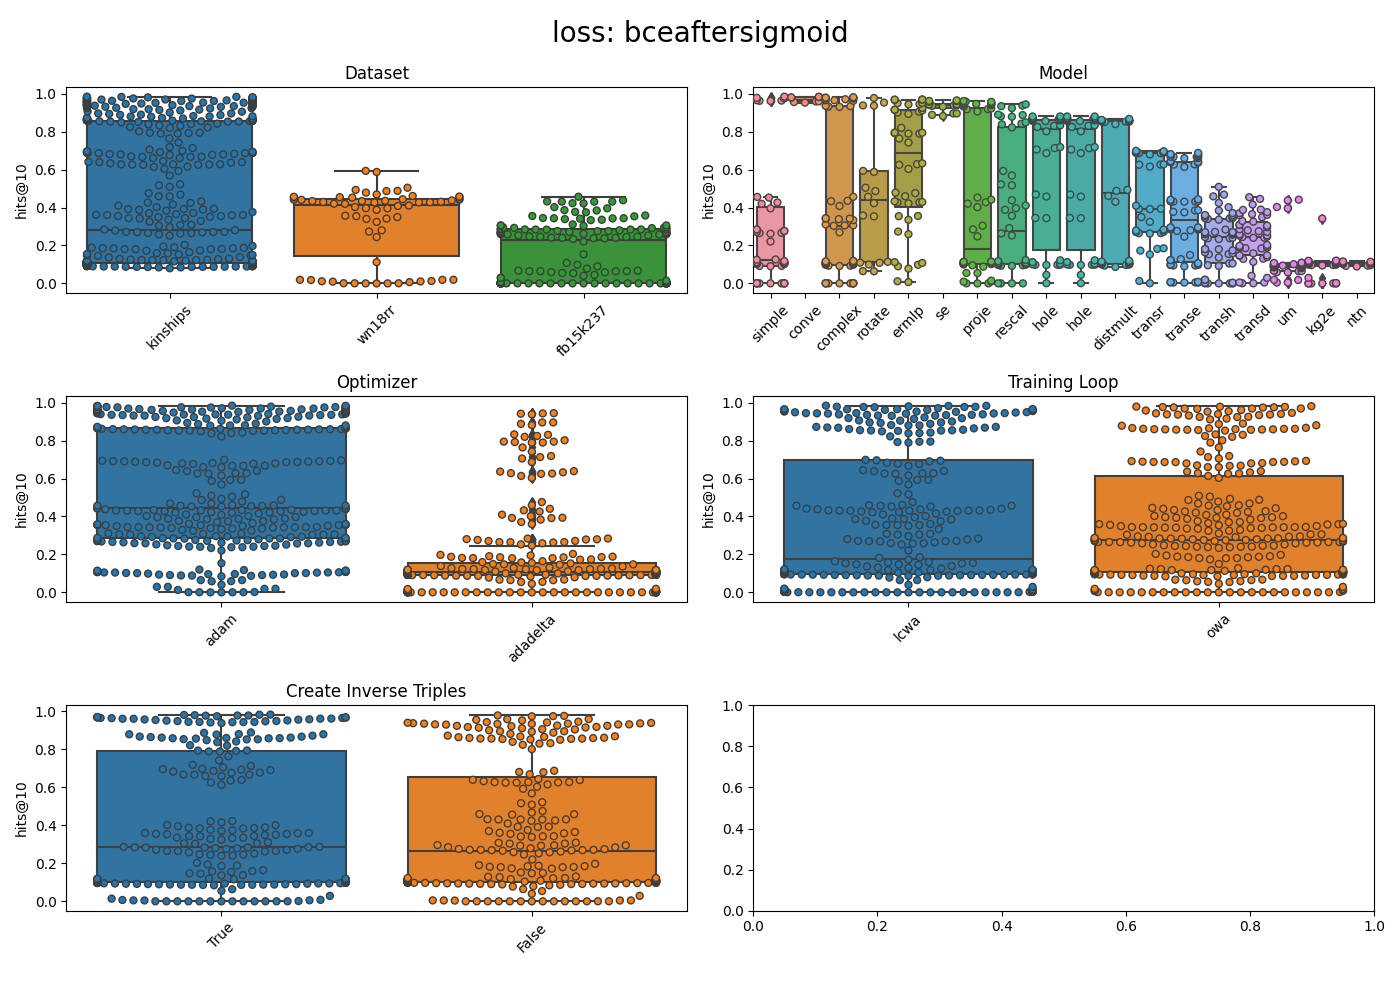 loss: bceaftersigmoid
Dataset
hits@10
1.0
0.8
0.6
0.4
0.2
0.0
kinships
wn18rr
fb15k237
Model
hits@10
1.0
0.8
0.6
0.4
0.2
0.0
simple
conve
complex
rotate
ermlp
se
proje
rescal
hole
hole
distmult
transr
transe
transh
transd
um
kg2e
ntn
Optimizer
hits@10
1.0
0.8
0.6
0.4
0.2
0.0
adam
adadelta
Training Loop
hits@10
1.0
0.8
0.6
0.4
0.2
0.0
lcwa
owa
Create Inverse Triples
hits@10
1.0
0.8
0.6
0.4
0.2
0.0
True
False
1.0
0.8
0.6
0.4
0.2
0.0
0.0 0.2 0.4 0.6 0.8 1.0